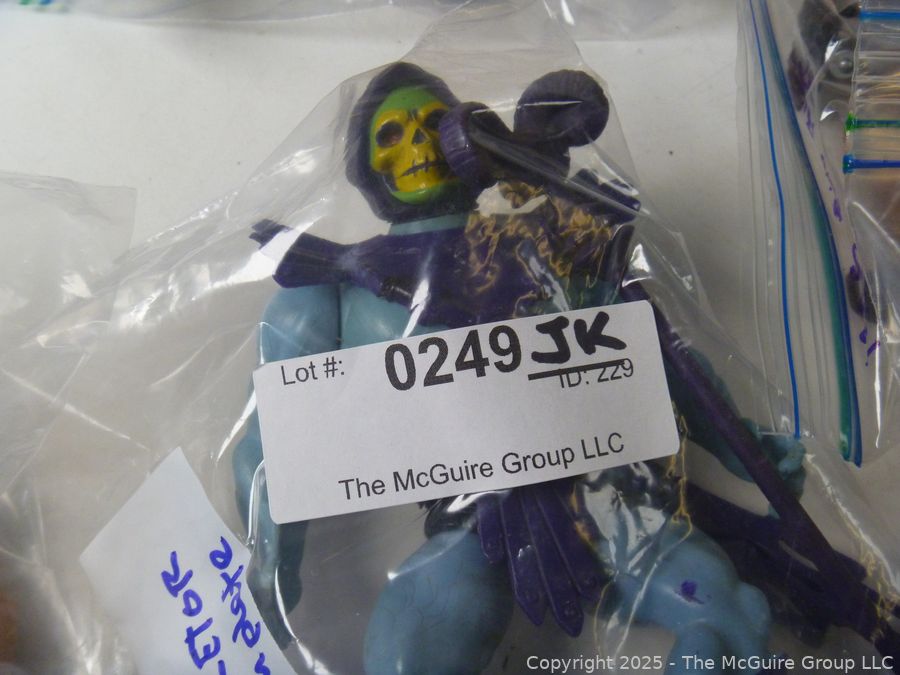 Lot #: 0249 JK
ID: 229
The McGuire Group LLC
Copyright 2025 - The McGuire Group LLC